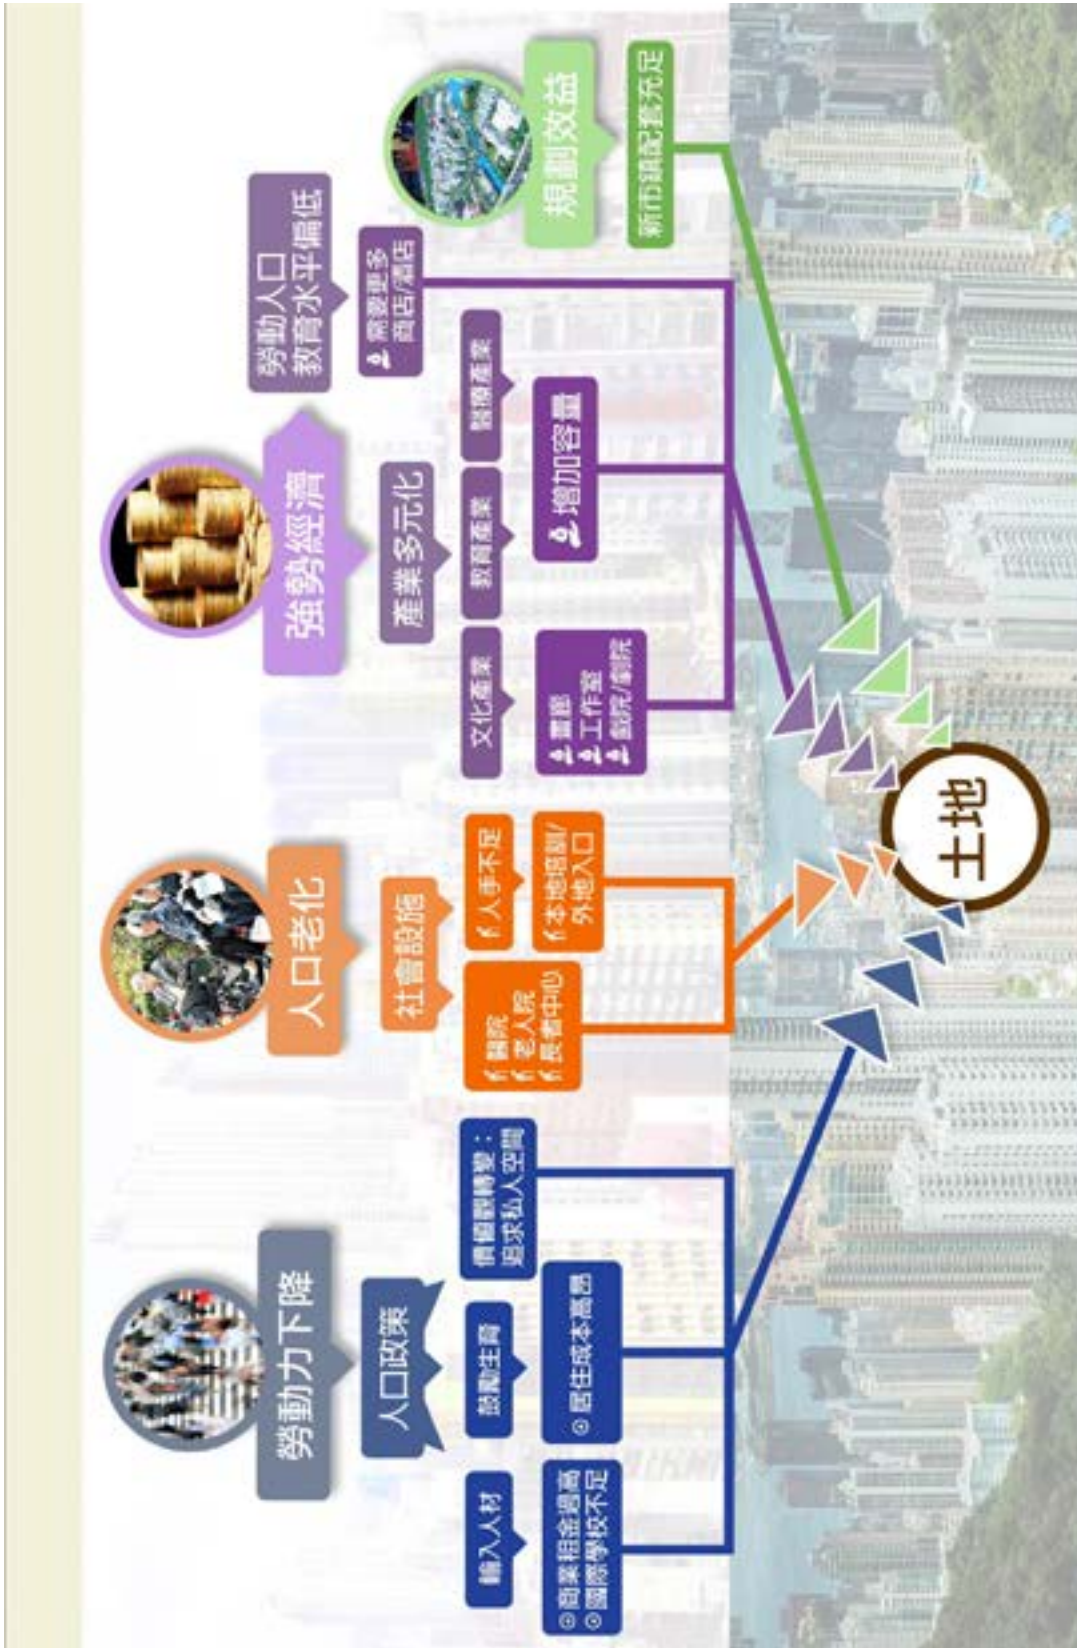 勞動力下降
人口政策
輸入人材
商業租金過高
國際學校不足
鼓勵生育
居住成本高昂
價值觀轉變：
追求私人空間
人口老化
社會設施
醫院
老人院
長者中心
人手不足
本地培訓/
外地入口
強勢經濟
產業多元化
文化產業
畫廊
工作室
戲院/劇院
教育產業
醫療產業
增加容量
勞動人口
教育水平偏低
需要更多
商店/酒店
規劃效益
新市鎮配套充足
土地